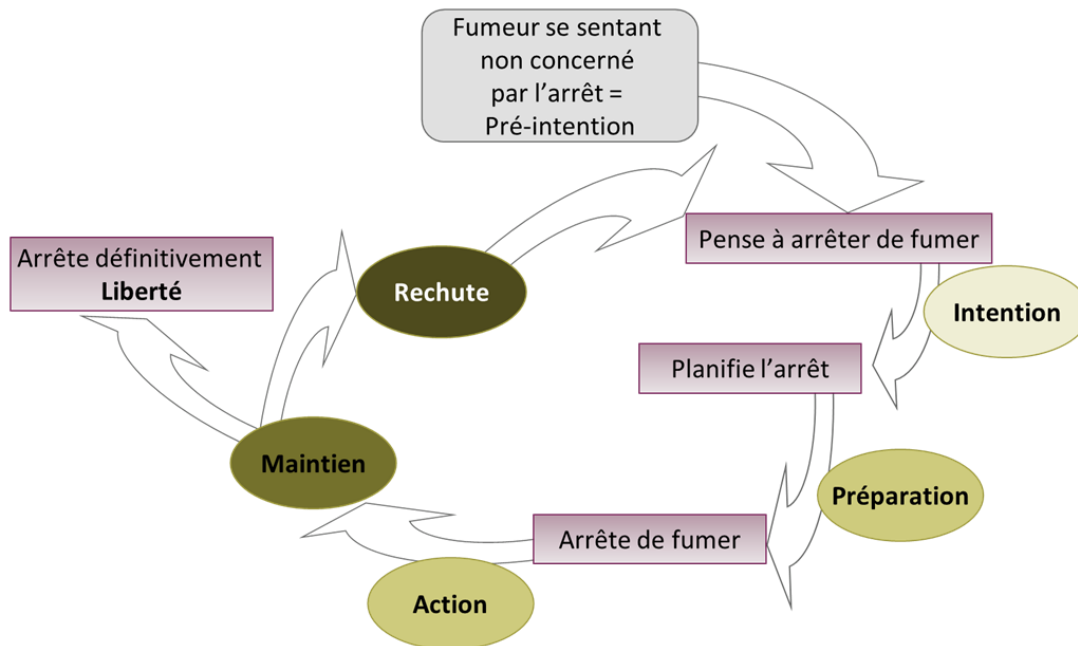 Fumeur se sentant
non concerné
par l’arrêt =
Pré-intention
Pense à arrêter de fumer
Intention
Planifie l’arrêt
Préparation
Arrête de fumer
Action
Maintien
Rechute
Arrête définitivement
Liberté